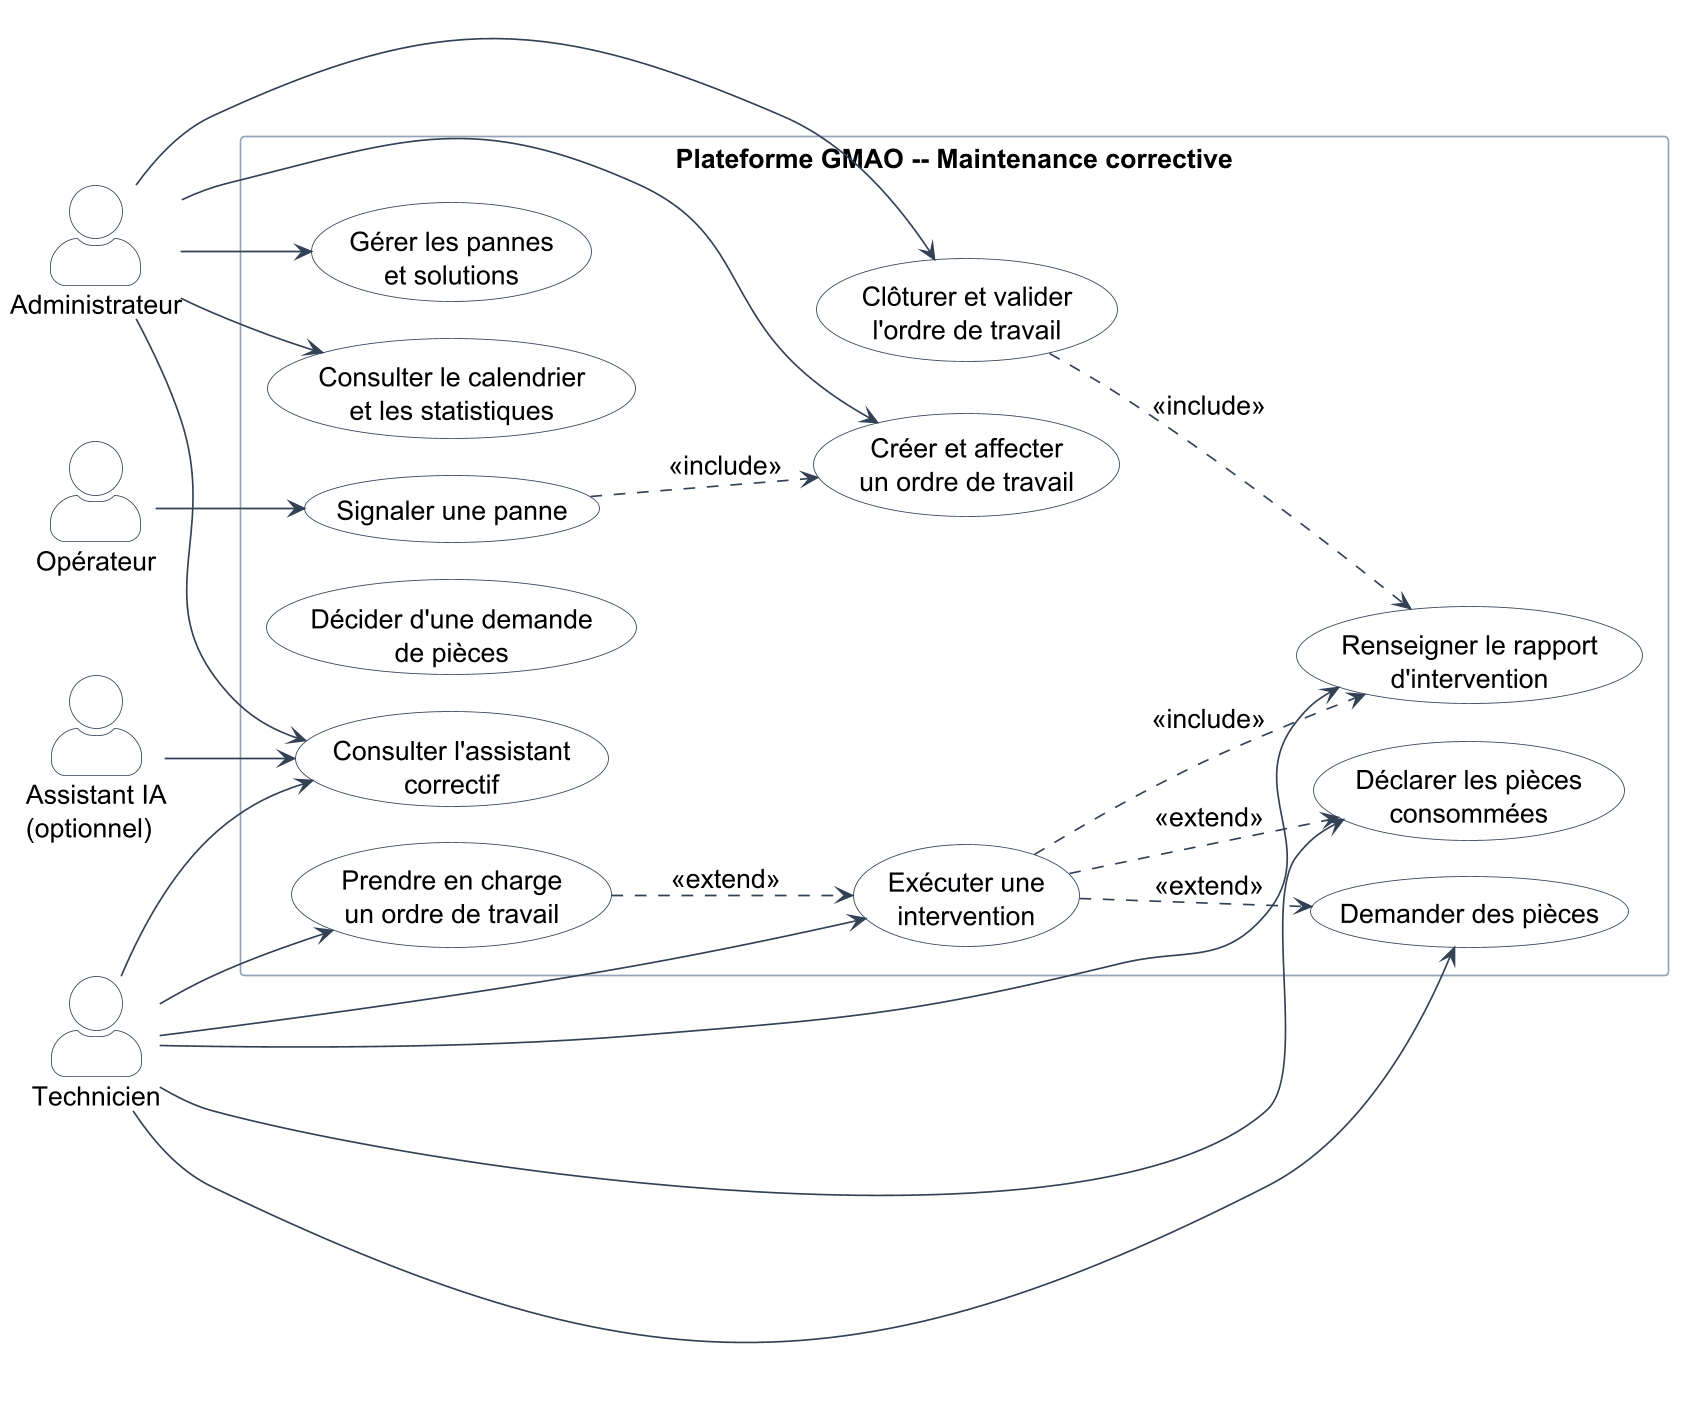 Plateforme GMAO -- Maintenance corrective
Administrateur
Opérateur
Assistant IA
(optionnel)
Technicien
Gérer les pannes
et solutions
Consulter le calendrier
et les statistiques
Signaler une panne
Décider d'une demande
de pièces
Consulter l'assistant
correctif
Prendre en charge
un ordre de travail
«include»
«extend»
Clôturer et valider
l'ordre de travail
Créer et affecter
un ordre de travail
Exécuter une
intervention
«include»
«include»
«extend»
«extend»
Renseigner le rapport
d'intervention
Déclarer les pièces
consommées
Demander des pièces